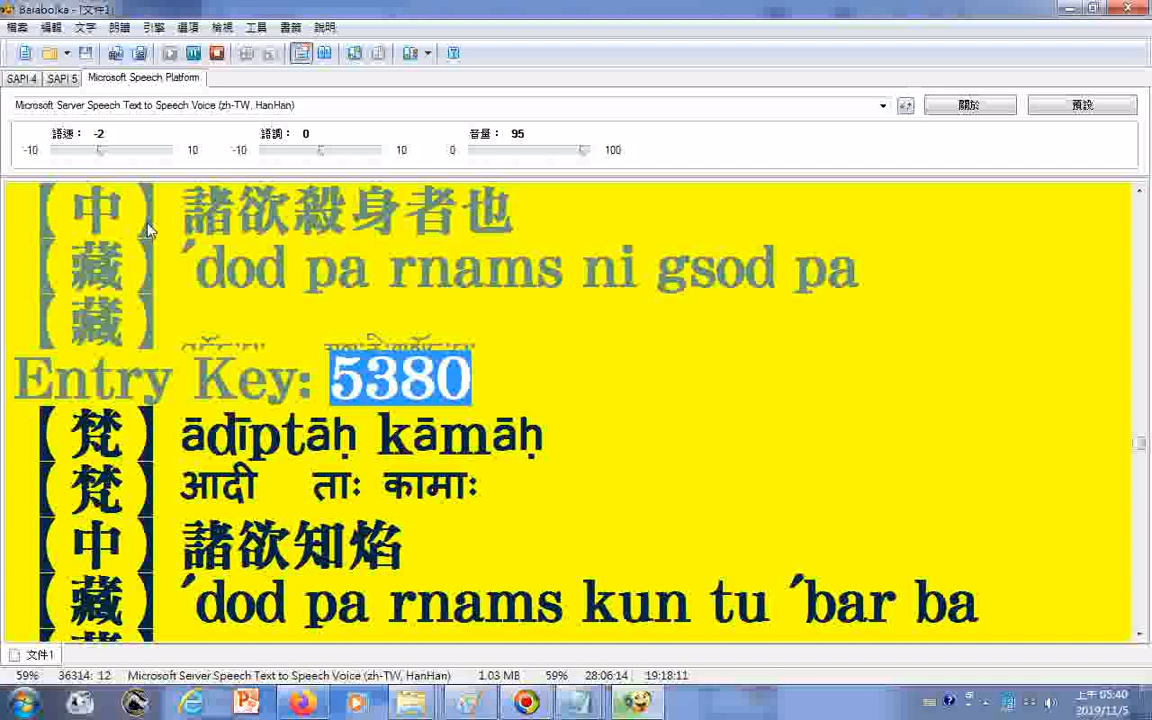 Balabolka - [文件1]
檔案 編輯 文字 朗讀 引擎 選項 檢視 工具 書籤 說明
SAPI 4 SAPI 5 Microsoft Speech Platform
Microsoft Server Speech Text to Speech Voice (zh-TW, HanHan) 關於 預設
語速： -2 語調： 0 音量： 95
-10 10 -10 10 0 100
【中】 諸欲殺身者也
【藏】 ´dod pa rnams ni gsod pa
【藏】
Entry Key: 5380
【梵】 ādīptāḥ kāmāḥ
【梵】 आदी ताः कामाः
【中】 諸欲知焰
【藏】 ´dod pa rnams kun tu ´bar ba
文件1
59% 36314: 12 Microsoft Server Speech Text to Speech Voice (zh-TW, HanHan) 1.03 MB 59% 28:06:14 19:18:11
上午 05:40
2019/11/5